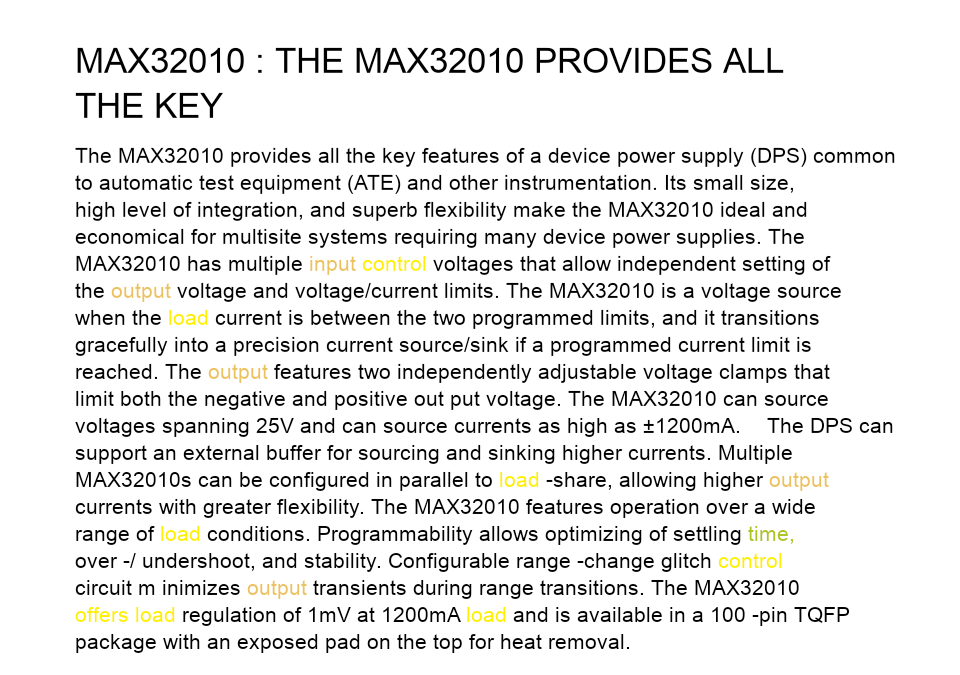 MAX32010 : THE MAX32010 PROVIDES ALL
THE KEY
The MAX32010 provides all the key features of a device power supply (DPS) common
to automatic test equipment (ATE) and other instrumentation. Its small size,
high level of integration, and superb flexibility make the MAX32010 ideal and
economical for multisite systems requiring many device power supplies. The
MAX32010 has multiple input control voltages that allow independent setting of
the output voltage and voltage/current limits. The MAX32010 is a voltage source
when the load current is between the two programmed limits, and it transitions
gracefully into a precision current source/sink if a programmed current limit is
reached. The output features two independently adjustable voltage clamps that
limit both the negative and positive out put voltage. The MAX32010 can source
voltages spanning 25V and can source currents as high as ±1200mA.    The DPS can
support an external buffer for sourcing and sinking higher currents. Multiple
MAX32010s can be configured in parallel to load -share, allowing higher output
currents with greater flexibility. The MAX32010 features operation over a wide
range of load conditions. Programmability allows optimizing of settling time,
over -/ undershoot, and stability. Configurable range -change glitch control
circuit m inimizes output transients during range transitions. The MAX32010
offers load regulation of 1mV at 1200mA load and is available in a 100 -pin TQFP
package with an exposed pad on the top for heat removal.